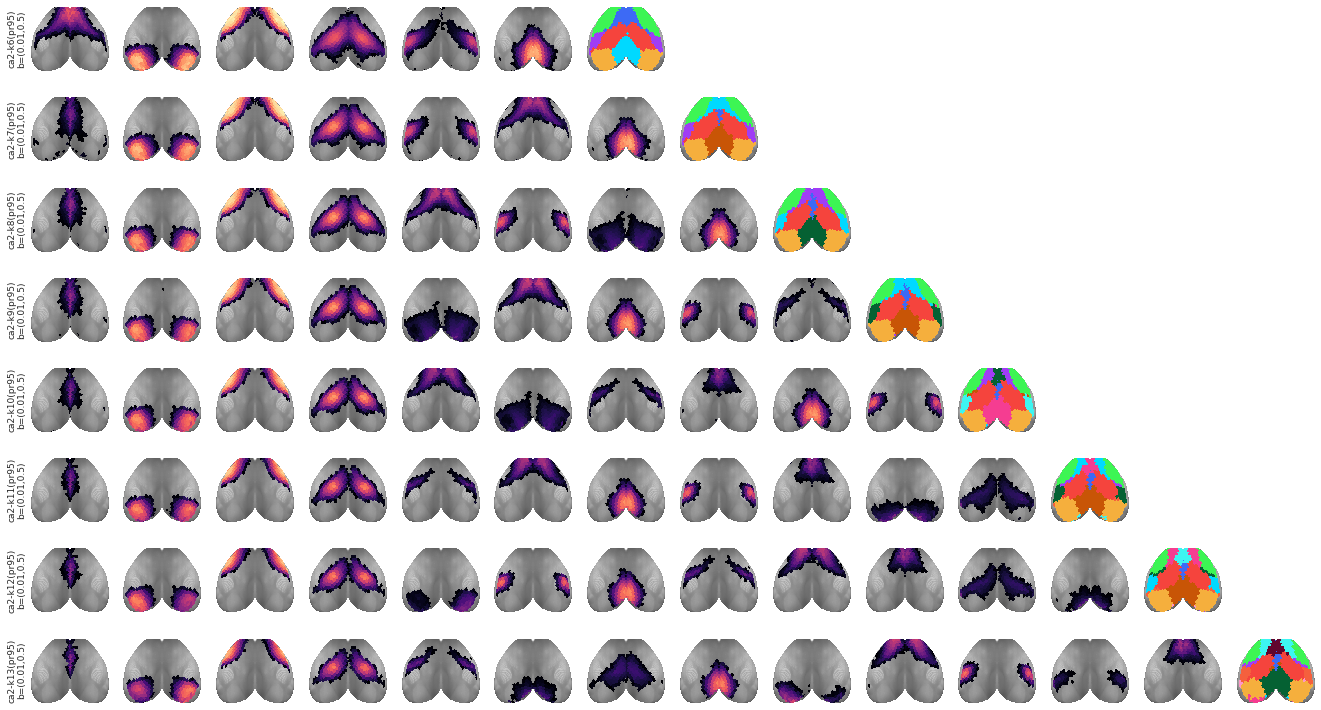 ca2-k6(pr95)
b=(0.01,0.5)
ca2-k7(pr95)
b=(0.01,0.5)
ca2-k8(pr95)
b=(0.01,0.5)
ca2-k9(pr95)
b=(0.01,0.5)
ca2-k10(pr95)
b=(0.01,0.5)
ca2-k11(pr95)
b=(0.01,0.5)
ca2-k12(pr95)
b=(0.01,0.5)
ca2-k13(pr95)
b=(0.01,0.5)